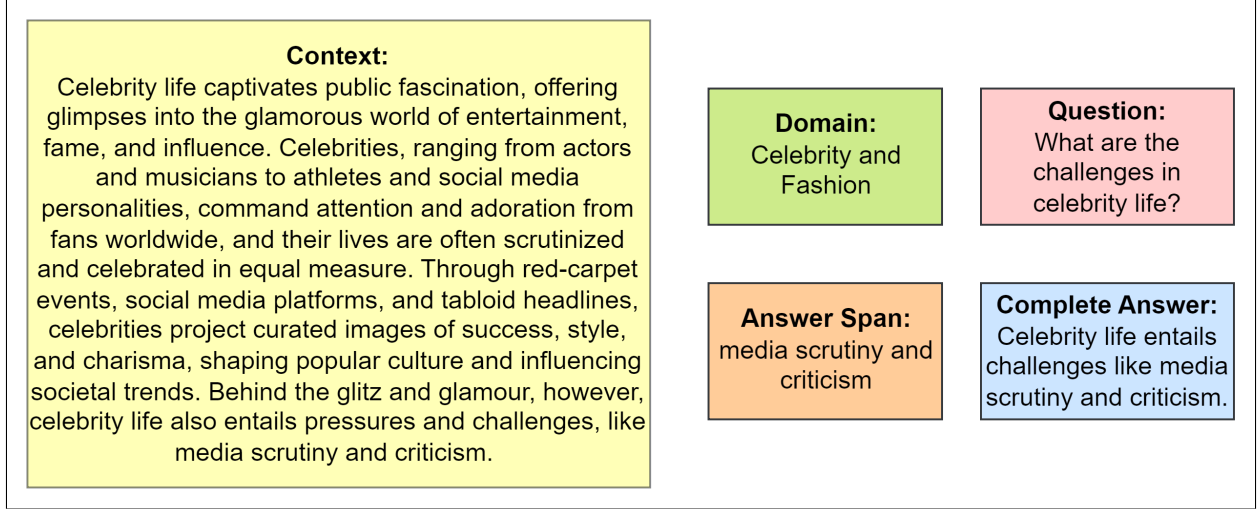 Context:
Celebrity life captivates public fascination, offering
glimpses into the glamorous world of entertainment,
fame, and influence. Celebrities, ranging from actors
and musicians to athletes and social media
personalities, command attention and adoration from
fans worldwide, and their lives are often scrutinized
and celebrated in equal measure. Through red-carpet
events, social media platforms, and tabloid headlines,
celebrities project curated images of success, style,
and charisma, shaping popular culture and influencing
societal trends. Behind the glitz and glamour, however,
celebrity life also entails pressures and challenges, like
media scrutiny and criticism.
Domain:
Celebrity and
Fashion
Question:
What are the
challenges in
celebrity life?
Answer Span:
media scrutiny and
criticism
Complete Answer:
Celebrity life entails
challenges like media
scrutiny and criticism.